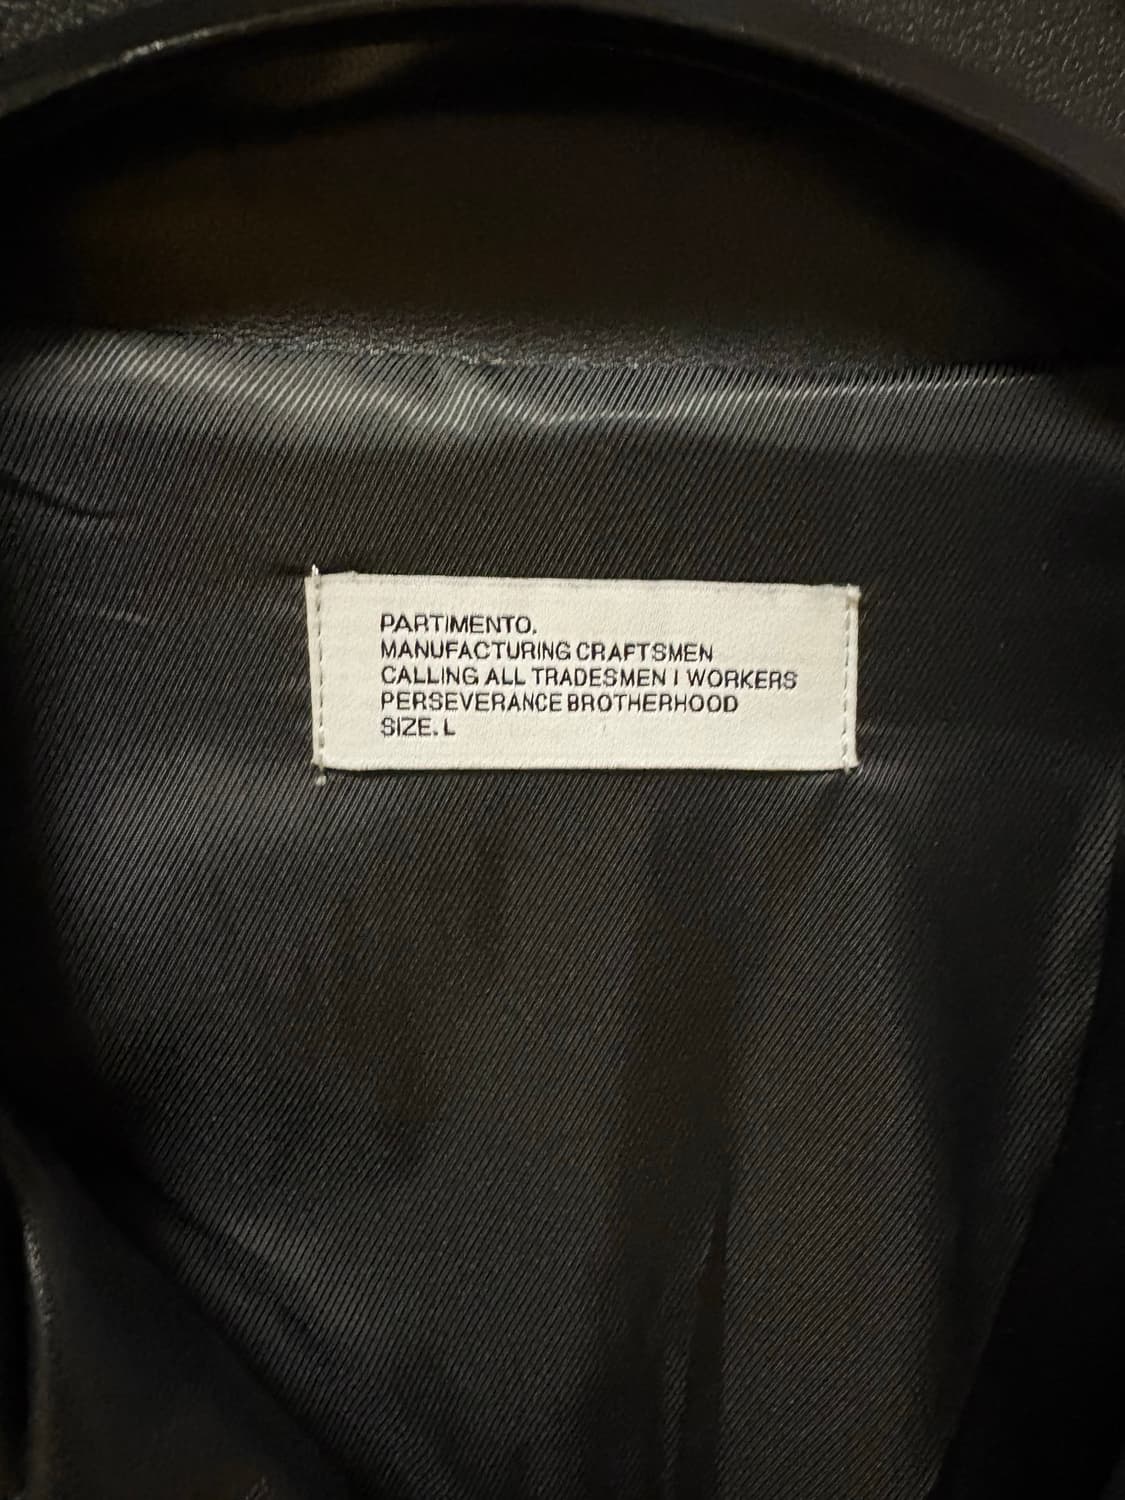 PARTIMENTO.
MANUFACTURING CRAFTSMEN
CALLING ALL TRADESMEN I WORKERS
PERSEVERANCE BROTHERHOOD
SIZE. L